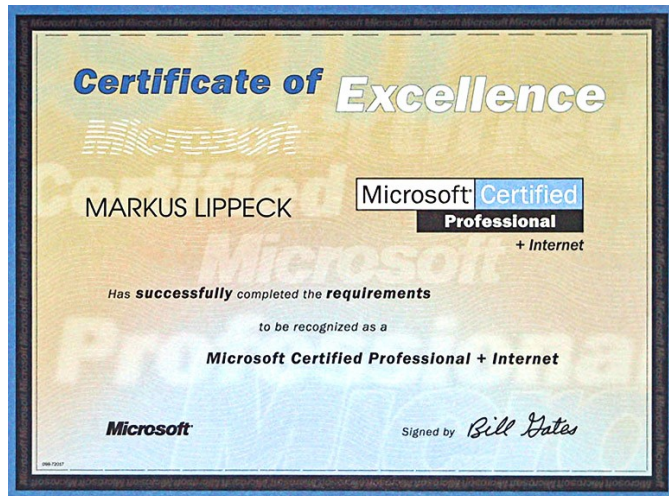 Certificate of Excellence
Microsoft
MARKUS LIPPECK
Microsoft Certified
Professional
+ Internet
Has successfully completed the requirements
to be recognized as a
Microsoft Certified Professional + Internet
Microsoft
Signed by Bill Gates